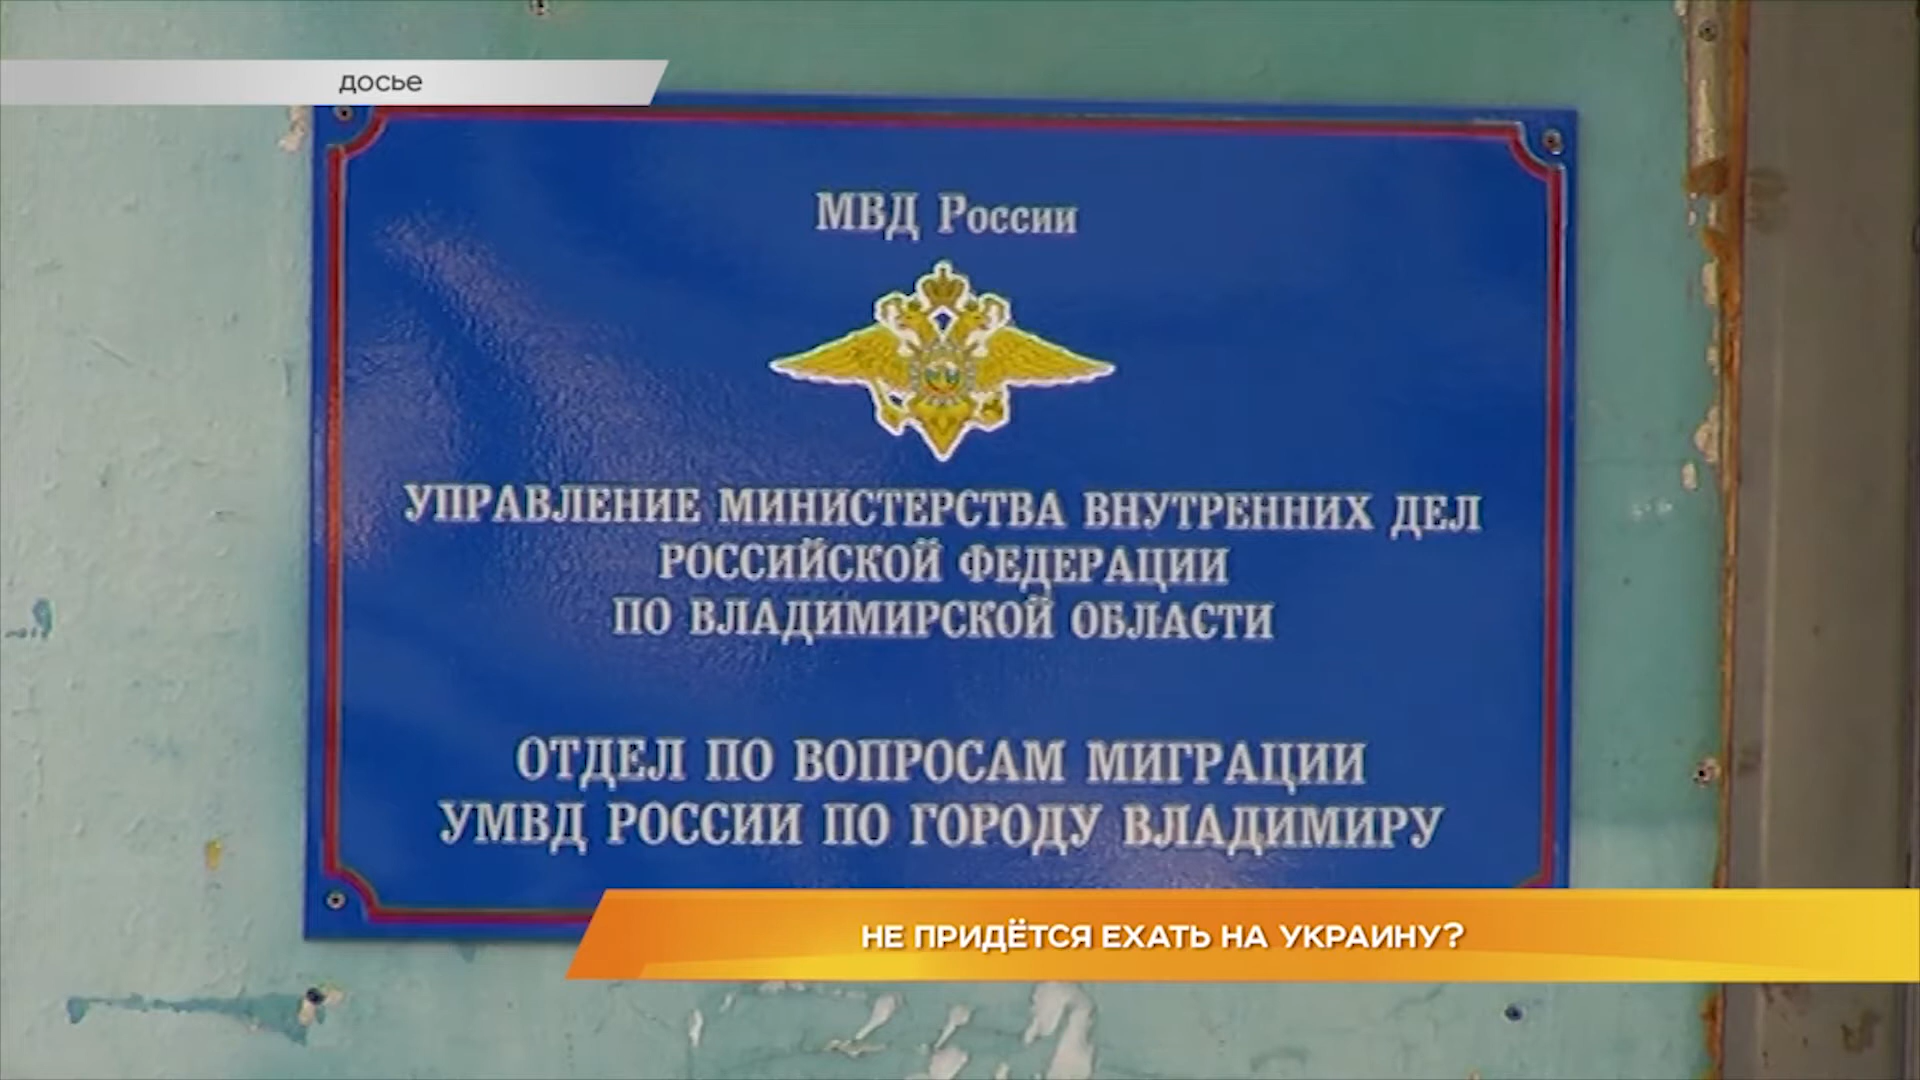 досье
МВД России
УПРАВЛЕНИЕ МИНИСТЕРСТВА ВНУТРЕННИХ ДЕЛ
РОССИЙСКОЙ ФЕДЕРАЦИИ
ПО ВЛАДИМИРСКОЙ ОБЛАСТИ
ОТДЕЛ ПО ВОПРОСАМ МИГРАЦИИ
УМВД РОССИИ ПО ГОРОДУ ВЛАДИМИРУ
НЕ ПРИДЁТСЯ ЕХАТЬ НА УКРАИНУ?